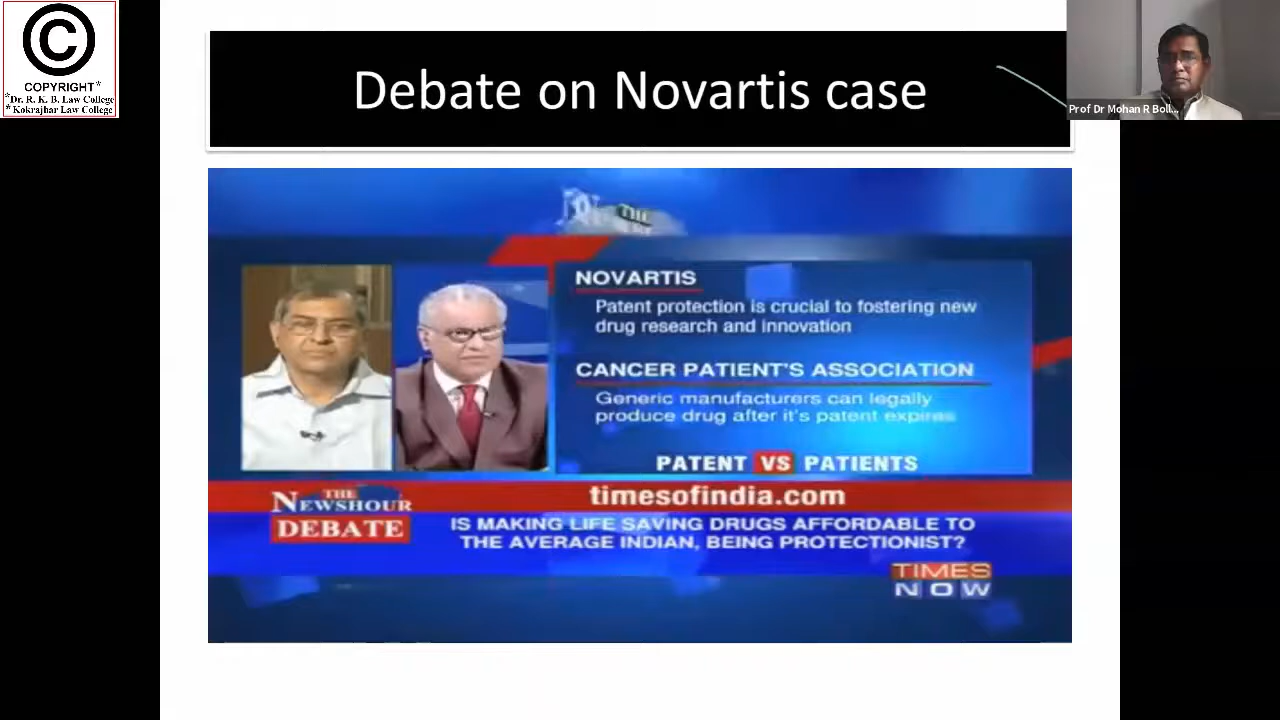 C
COPYRIGHT*
*Dr. R. K. B. Law College
*Kokrajhar Law College
Debate on Novartis case
Prof Dr Mohan R Boll...
THE
NOVARTIS
Patent protection is crucial to fostering new
drug research and innovation
CANCER PATIENT'S ASSOCIATION
Generic manufacturers can legally
produce drug after it's patent expires
PATENT VS PATIENTS
THE
NEWSHOUR
DEBATE
timesofindia.com
IS MAKING LIFE SAVING DRUGS AFFORDABLE TO
THE AVERAGE INDIAN, BEING PROTECTIONIST?
TIMES
NOW